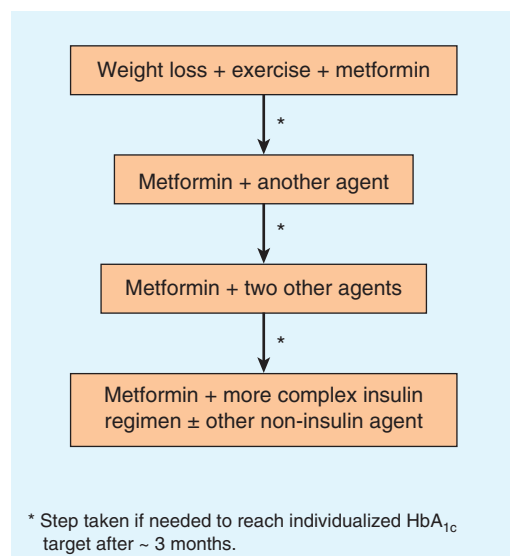 Weight loss + exercise + metformin
*
Metformin + another agent
*
Metformin + two other agents
*
Metformin + more complex insulin
regimen ± other non-insulin agent
* Step taken if needed to reach individualized HbA₁c
target after ~ 3 months.